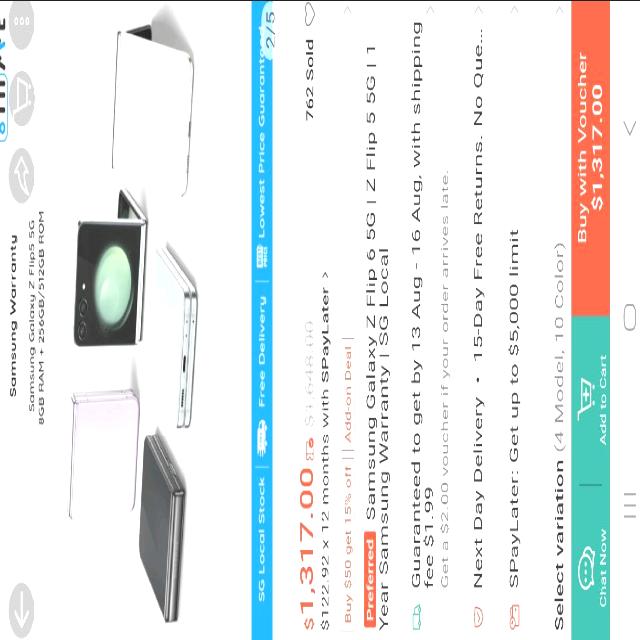 Samsung Warranty
Samsung Galaxy Z Flip5 5G
8GB RAM + 256GB/512GB ROM
SG Local Stock | Free Delivery | Lowest Price Guarant
2/5
$1,317.00 $1,648.00
762 Sold
$122.92 x 12 months with SPayLater >
Buy $50 get 15% off | Add-on Deal
Preferred Samsung Galaxy Z Flip 6 5G | Z Flip 5 5G | 1
Year Samsung Warranty | SG Local
Guaranteed to get by 13 Aug - 16 Aug, with shipping
fee $1.99
Get a $2.00 voucher if your order arrives late.
Next Day Delivery • 15-Day Free Returns. No Que...
SPayLater: Get up to $5,000 limit
Select variation (4 Model, 10 Color)
Chat Now
Add to Cart
Buy with Voucher
$1,317.00